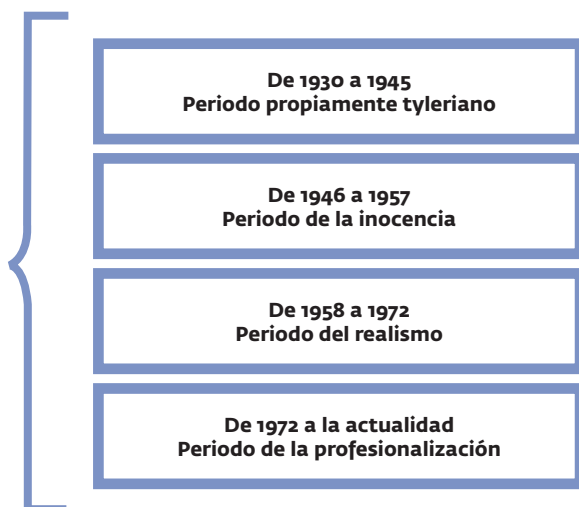 De 1930 a 1945
Periodo propiamente tyleriano
De 1946 a 1957
Periodo de la inocencia
De 1958 a 1972
Periodo del realismo
De 1972 a la actualidad
Periodo de la profesionalización